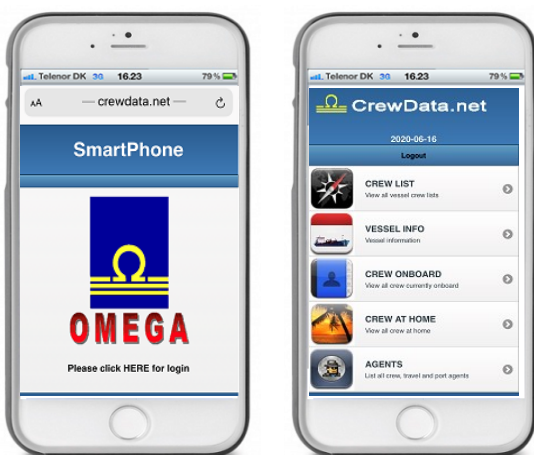 Telenor DK 3G 16.23 79 %
AA crewdata.net
SmartPhone
OMEGA
Please click HERE for login
Telenor DK 3G 16.23 79 %
CrewData.net
2020-06-16
Logout
CREW LIST
View all vessel crew lists
VESSEL INFO
Vessel information
CREW ONBOARD
View all crew currently onboard
CREW AT HOME
View all crew at home
AGENTS
List all crew, travel and port agents